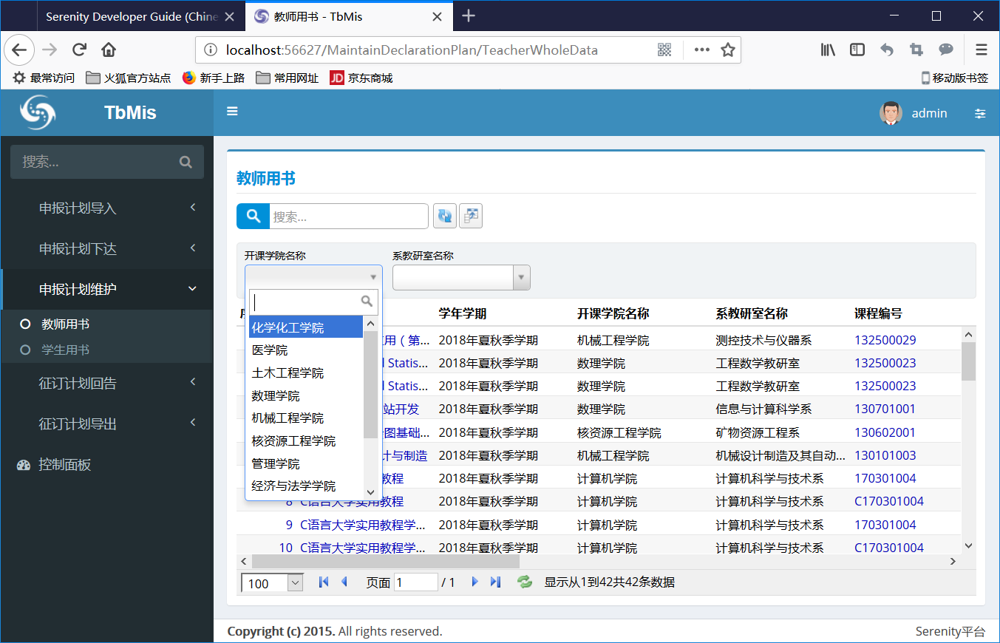 Serenity Developer Guide (Chine
教师用书 - TbMis
localhost:56627/MaintainDeclarationPlan/TeacherWholeData
最常访问 火狐官方站点 新手上路 JD 常用网址 京东商城 移动版书签
TbMis
admin
搜索...
申报计划导入
申报计划下达
申报计划维护
教师用书
学生用书
征订计划回告
征订计划导出
控制面板
教师用书
搜索...
开课学院名称 系教研室名称
化学化工学院
医学院
土木工程学院
数理学院
机械工程学院
核资源工程学院
管理学院
经济与法学学院
学年学期 开课学院名称 系教研室名称 课程编号
用（第... 2018年夏秋季学期 机械工程学院 测控技术与仪器系 132500029
l Statis... 2018年夏秋季学期 数理学院 工程数学教研室 132500023
l Statis... 2018年夏秋季学期 数理学院 工程数学教研室 132500023
站开发 2018年夏秋季学期 数理学院 信息与计算科学系 130701001
图基础... 2018年夏秋季学期 核资源工程学院 矿物资源工程系 130602001
计与制造 2018年夏秋季学期 机械工程学院 机械设计制造及其自动... 130101003
教程 2018年夏秋季学期 计算机学院 计算机科学与技术系 170301004
8 C语言大学实用教程 2018年夏秋季学期 计算机学院 计算机科学与技术系 C170301004
9 C语言大学实用教程学... 2018年夏秋季学期 计算机学院 计算机科学与技术系 170301004
10 C语言大学实用教程学... 2018年夏秋季学期 计算机学院 计算机科学与技术系 C170301004
100 页面 1 / 1 显示从1到42共42条数据
Copyright (c) 2015. All rights reserved.
Serenity平台